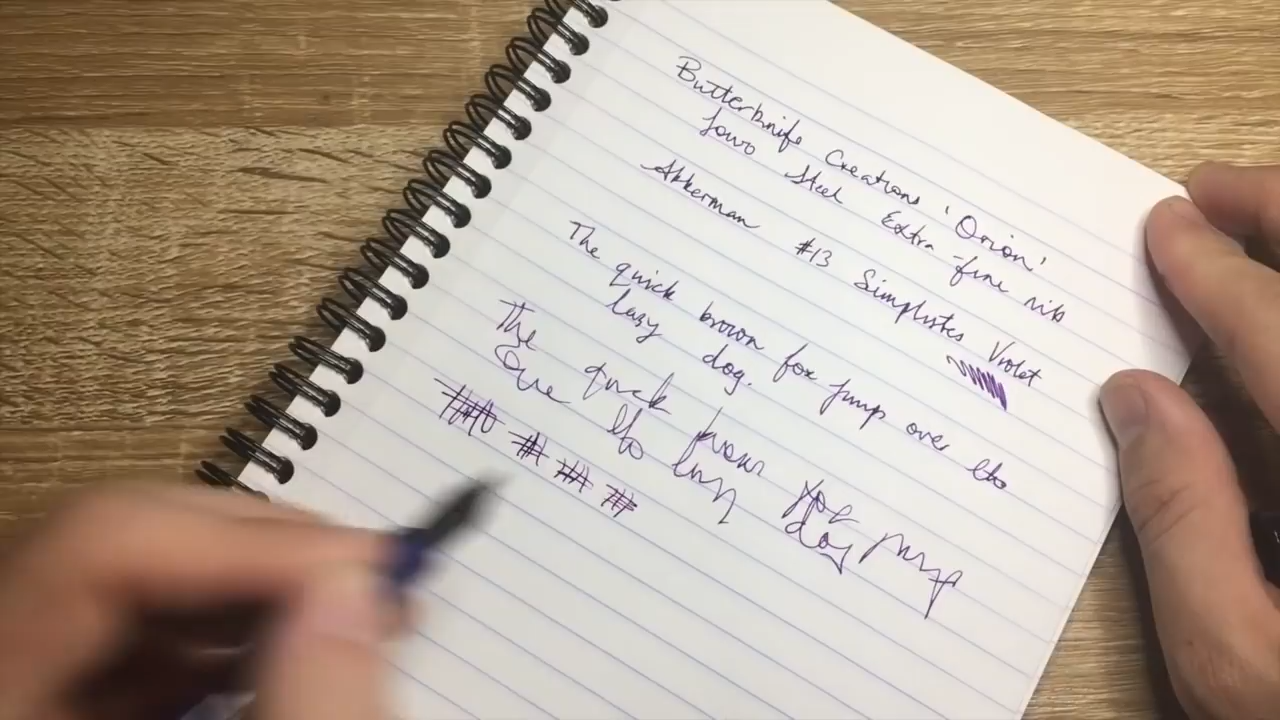 Butterknife Creations 'Orion'
Jowo Steel Extra-fine nib
Akkerman #13 Simplistes Violet
The quick brown fox jump over the
lazy dog.
The quick brown fox jump
over the lazy dog